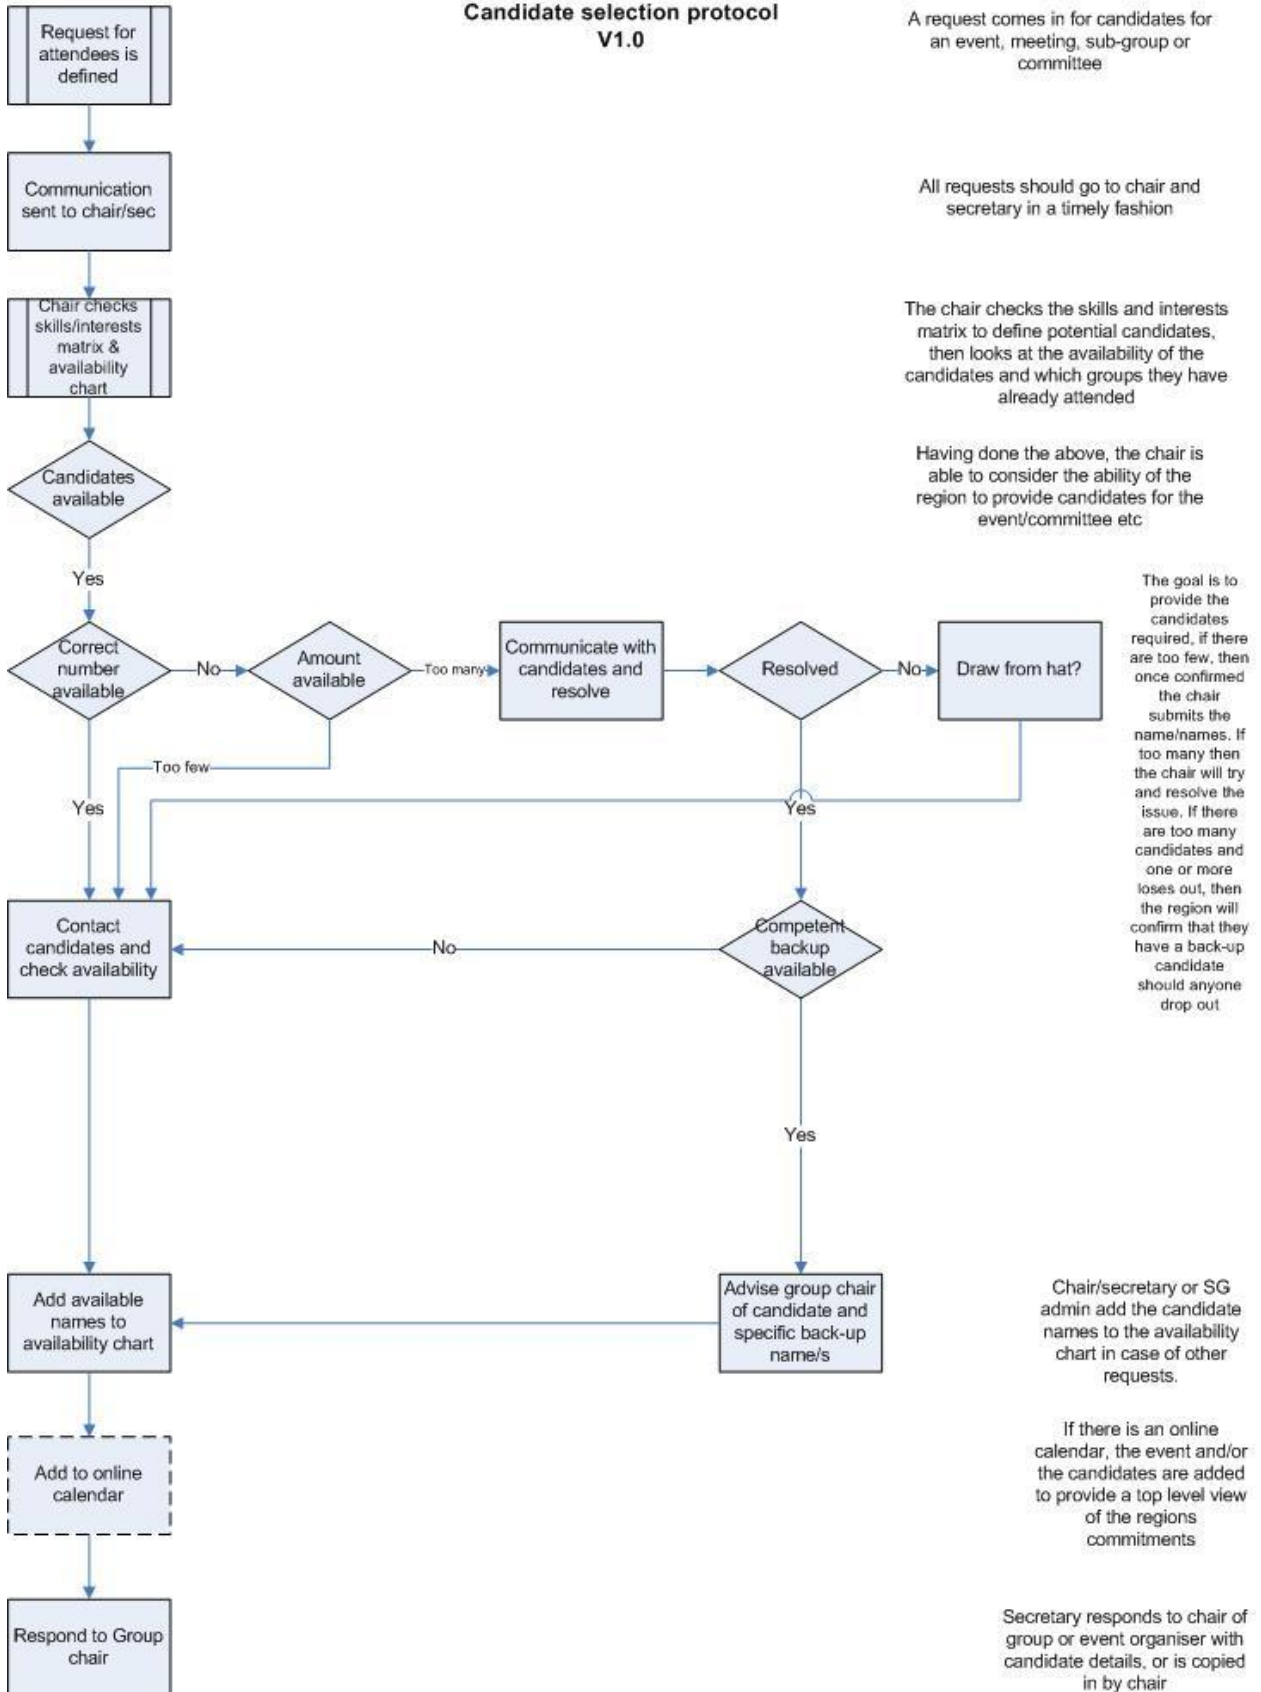 Candidate selection protocol
V1.0
Request for
attendees is
defined
A request comes in for candidates for
an event, meeting, sub-group or
committee
Communication
sent to chair/sec
All requests should go to chair and
secretary in a timely fashion
Chair checks
skills/interests
matrix &
availability
chart
The chair checks the skills and interests
matrix to define potential candidates,
then looks at the availability of the
candidates and which groups they have
already attended
Candidates
available
Having done the above, the chair is
able to consider the ability of the
region to provide candidates for the
event/committee etc
Yes
Correct
number
available
No
Amount
available
Too many
Communicate with
candidates and
resolve
Resolved
No
Draw from hat?
The goal is to
provide the
candidates
required, if there
are too few, then
once confirmed
the chair
submits the
name/names. If
too many then
the chair will try
and resolve the
issue. If there
are too many
candidates and
one or more
loses out, then
the region will
confirm that they
have a back-up
candidate
should anyone
drop out
Too few
Yes
Yes
Contact
candidates and
check availability
No
Competent
backup
available
Yes
Add available
names to
availability chart
Advise group chair
of candidate and
specific back-up
name/s
Chair/secretary or SG
admin add the candidate
names to the availability
chart in case of other
requests.
Add to online
calendar
If there is an online
calendar, the event and/or
the candidates are added
to provide a top level view
of the regions
commitments
Respond to Group
chair
Secretary responds to chair of
group or event organiser with
candidate details, or is copied
in by chair